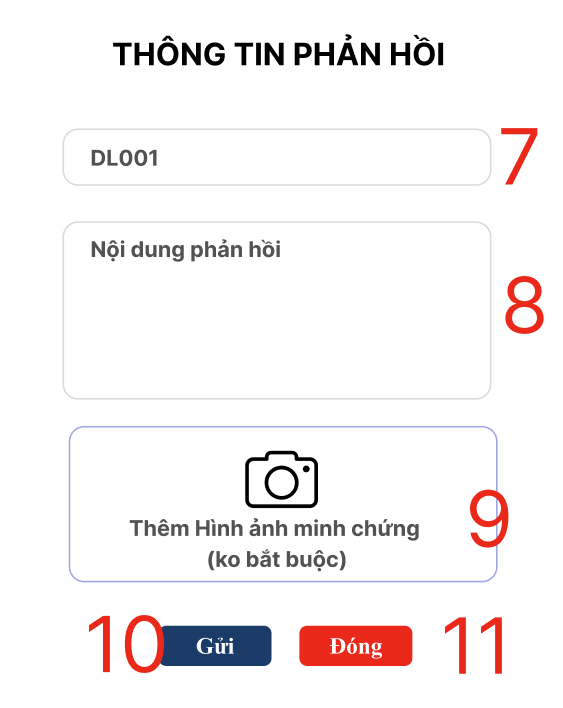 THÔNG TIN PHẢN HỒI
DL001
7
Nội dung phản hồi
8
Thêm Hình ảnh minh chứng
(ko bắt buộc)
9
10
Gửi
Đóng
11